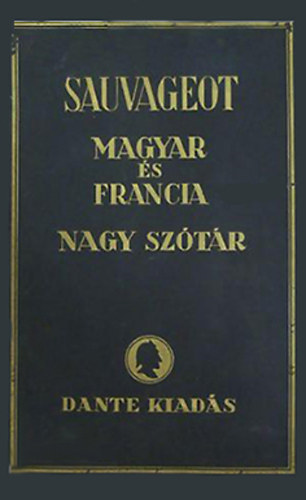 SAUVAGEOT
MAGYAR
ÉS
FRANCIA
NAGY SZÓTÁR
DANTE KIADÁS